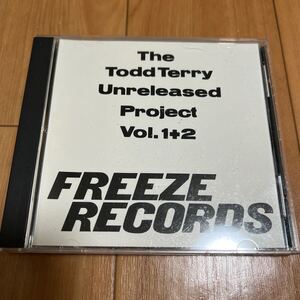 The
Todd Terry
Unreleased
Project
Vol. 1+2
FREEZE
RECORDS